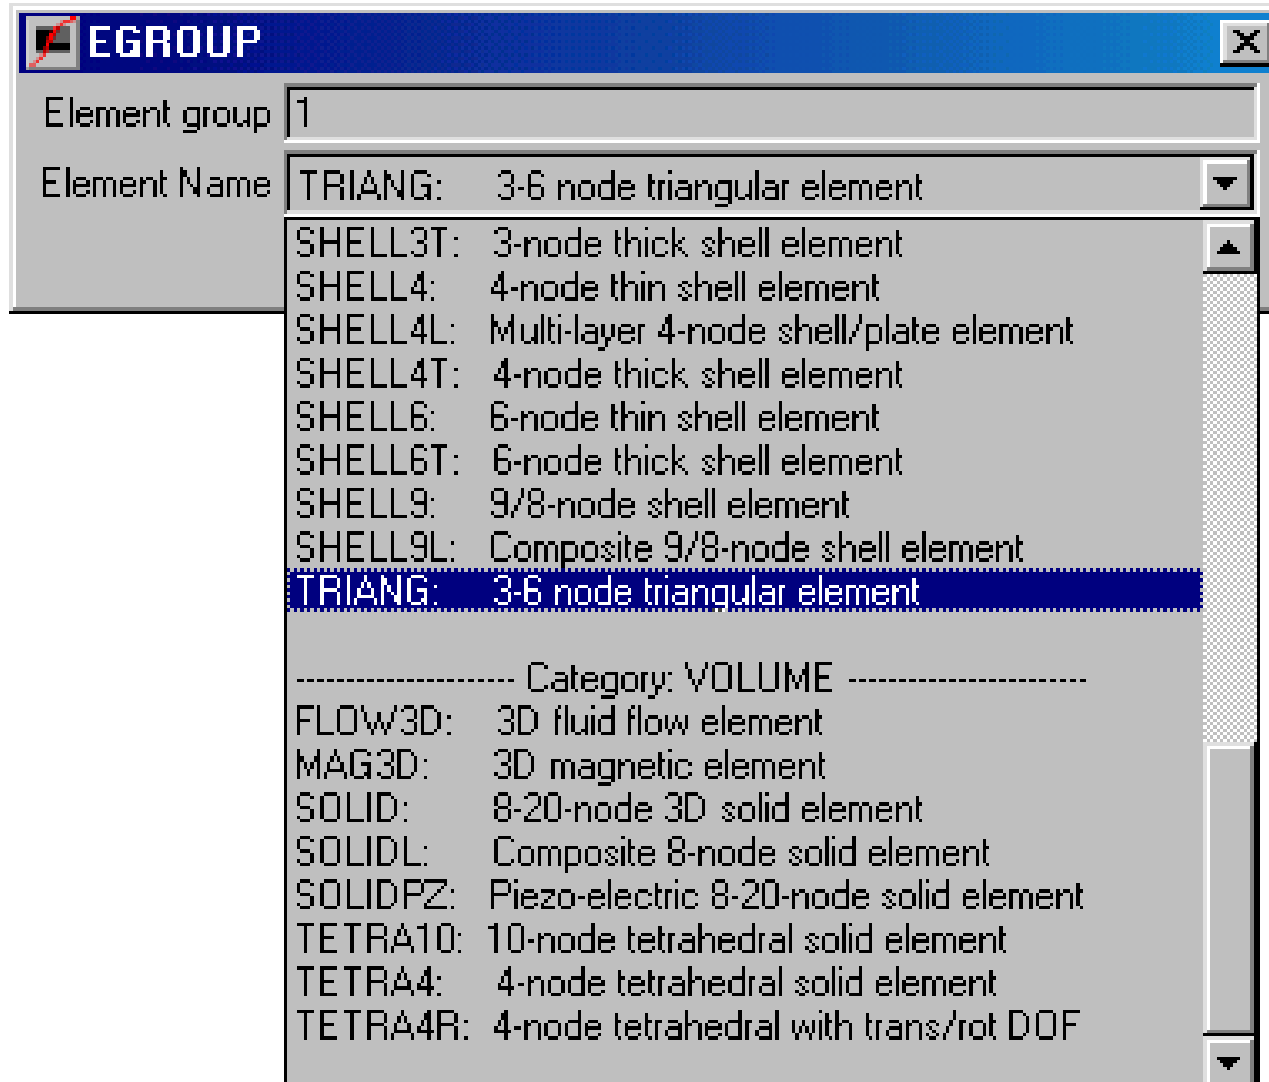 EGROUP
Element group 1
Element Name TRIANG: 3-6 node triangular element
SHELL3T: 3-node thick shell element
SHELL4: 4-node thin shell element
SHELL4L: Multi-layer 4-node shell/plate element
SHELL4T: 4-node thick shell element
SHELL6: 6-node thin shell element
SHELL6T: 6-node thick shell element
SHELL9: 9/8-node shell element
SHELL9L: Composite 9/8-node shell element
TRIANG: 3-6 node triangular element
---------------------- Category: VOLUME ------------------------
FLOW3D: 3D fluid flow element
MAG3D: 3D magnetic element
SOLID: 8-20-node 3D solid element
SOLIDL: Composite 8-node solid element
SOLIDPZ: Piezo-electric 8-20-node solid element
TETRA10: 10-node tetrahedral solid element
TETRA4: 4-node tetrahedral solid element
TETRA4R: 4-node tetrahedral with trans/rot DOF